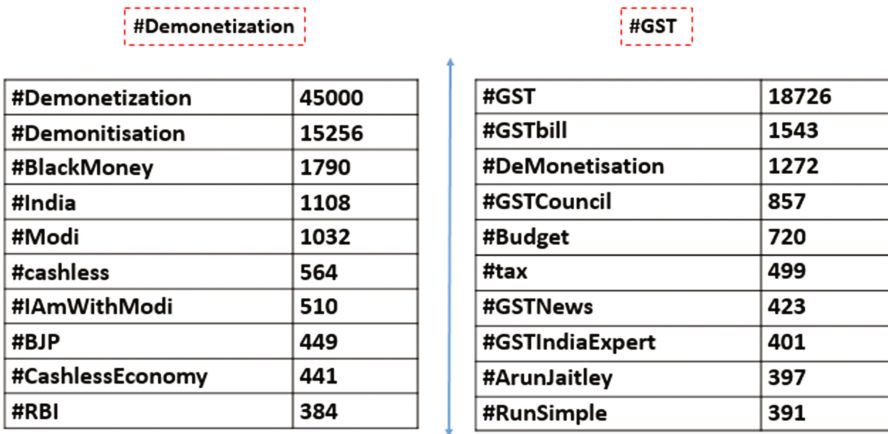 #Demonetization
#Demonetization 45000
#Demonitisation 15256
#BlackMoney 1790
#India 1108
#Modi 1032
#cashless 564
#IAmWithModi 510
#BJP 449
#CashlessEconomy 441
#RBI 384
#GST
#GST 18726
#GSTbill 1543
#DeMonetisation 1272
#GSTCouncil 857
#Budget 720
#tax 499
#GSTNews 423
#GSTIndiaExpert 401
#ArunJaitley 397
#RunSimple 391